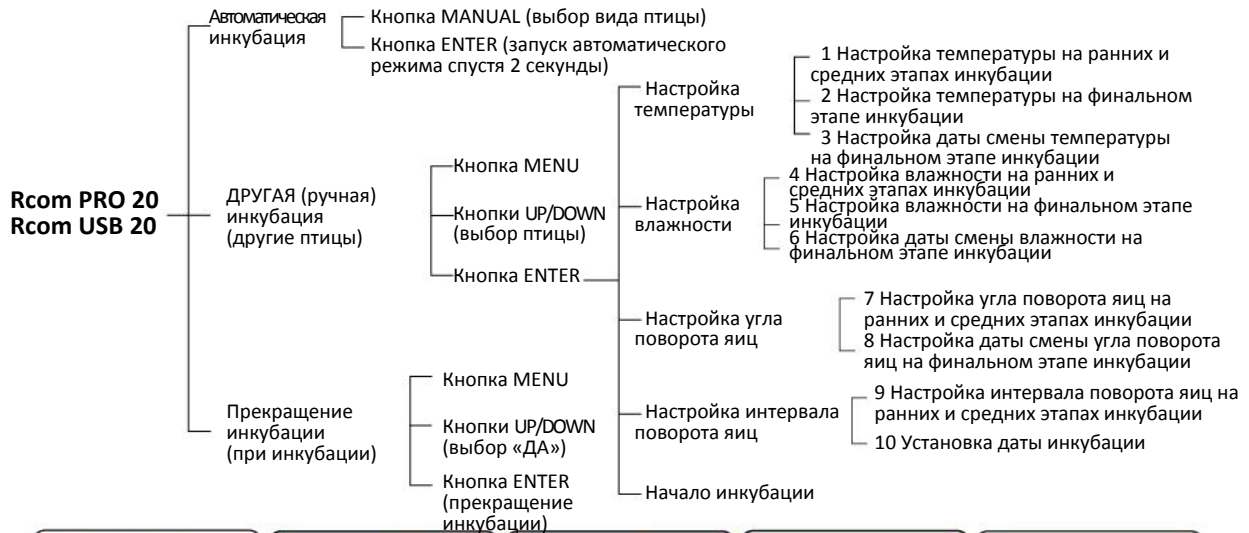 Автоматическая
инкубация
Кнопка MANUAL (выбор вида птицы)
Кнопка ENTER (запуск автоматического
режима спустя 2 секунды)
Rcom PRO 20
Rcom USB 20
ДРУГАЯ (ручная)
инкубация
(другие птицы)
Кнопка MENU
Кнопки UP/DOWN
(выбор птицы)
Кнопка ENTER
Настройка
температуры
1 Настройка температуры на ранних и
средних этапах инкубации
2 Настройка температуры на финальном
этапе инкубации
3 Настройка даты смены температуры
на финальном этапе инкубации
Настройка
влажности
4 Настройка влажности на ранних и
средних этапах инкубации
5 Настройка влажности на финальном этапе
инкубации
6 Настройка даты смены влажности на
финальном этапе инкубации
Настройка угла
поворота яиц
7 Настройка угла поворота яиц на
ранних и средних этапах инкубации
8 Настройка даты смены угла поворота
яиц на финальном этапе инкубации
Настройка интервала
поворота яиц
9 Настройка интервала поворота яиц на
ранних и средних этапах инкубации
10 Установка даты инкубации
Начало инкубации
Прекращение
инкубации
(при инкубации)
Кнопка MENU
Кнопки UP/DOWN
(выбор «ДА»)
Кнопка ENTER
(прекращение
инкубации)